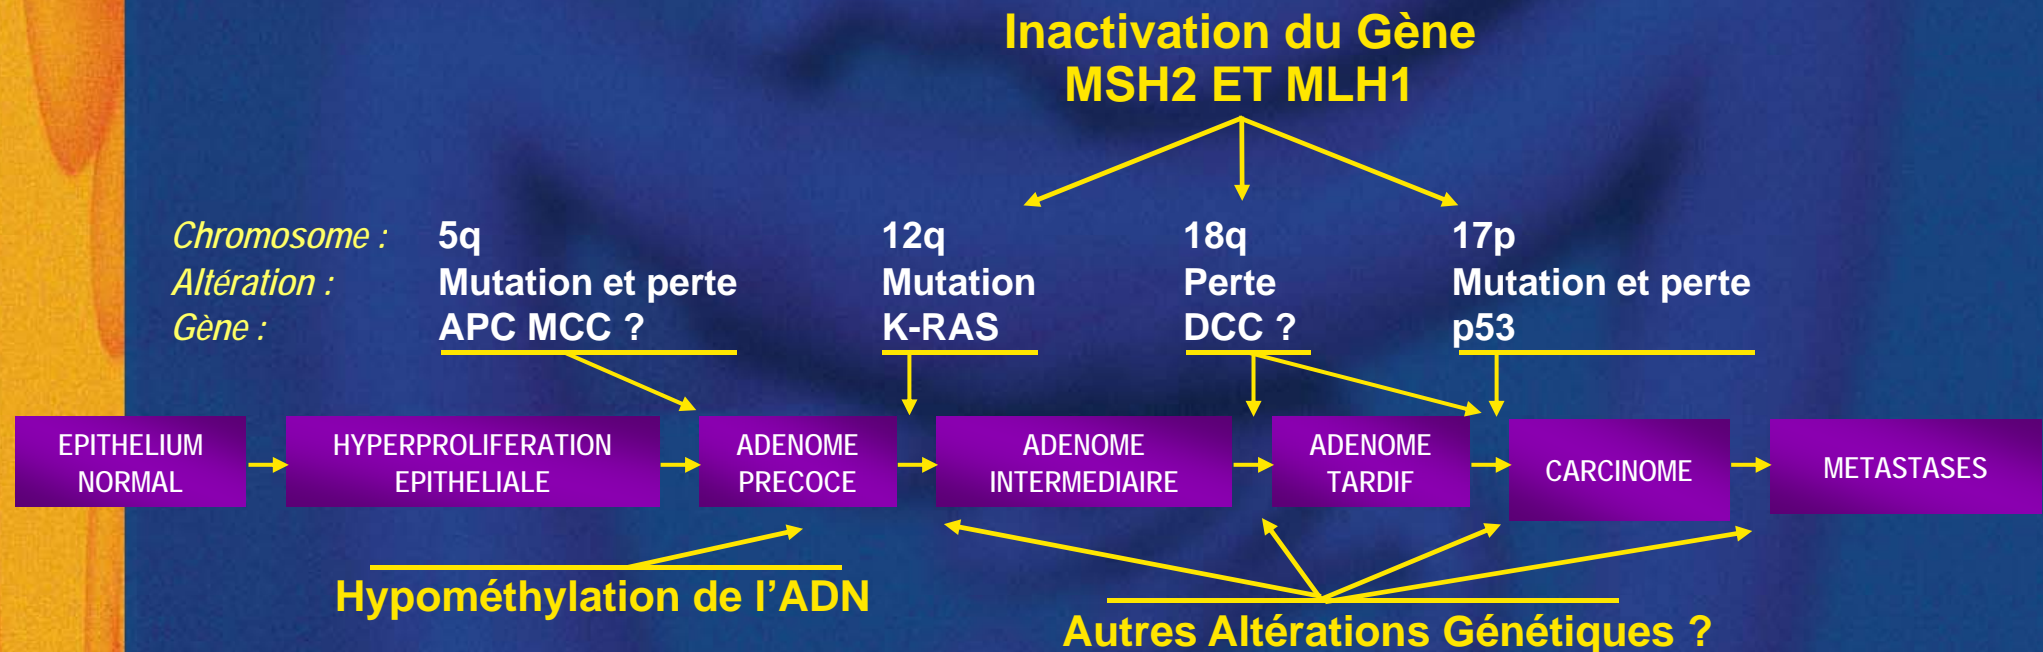 Inactivation du Gène
MSH2 ET MLH1
Chromosome : 5q 12q 18q 17p
Altération : Mutation et perte Mutation Perte Mutation et perte
Gène : APC MCC ? K-RAS DCC ? p53
EPITHELIUM HYPERPROLIFERATION ADENOME ADENOME ADENOME
NORMAL EPITHELIALE PRECOCE INTERMEDIAIRE TARDIF CARCINOME METASTASES
Hypométhylation de l’ADN
Autres Altérations Génétiques ?